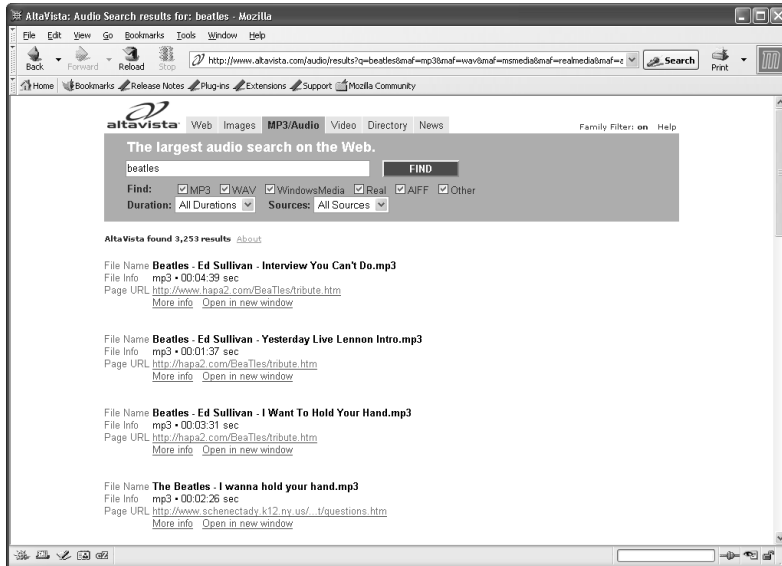 AltaVista: Audio Search results for: beatles - Mozilla
File Edit View Go Bookmarks Tools Window Help
Back Forward Reload Stop http://www.altavista.com/audio/results?q=beatles&maf=mp3&maf=wav&maf=msmedia&maf=realmedia&maf=a Search Print
Home Bookmarks Release Notes Plug-ins Extensions Support Mozilla Community
altavista Web Images MP3/Audio Video Directory News Family Filter: on Help
The largest audio search on the Web.
beatles FIND
Find: MP3 WAV WindowsMedia Real AIFF Other
Duration: All Durations Sources: All Sources
AltaVista found 3,253 results About
File Name Beatles - Ed Sullivan - Interview You Can't Do.mp3
File Info mp3 • 00:04:39 sec
Page URL http://www.hapa2.com/BeaTles/tribute.htm
More info Open in new window
File Name Beatles - Ed Sullivan - Yesterday Live Lennon Intro.mp3
File Info mp3 • 00:01:37 sec
Page URL http://hapa2.com/BeaTles/tribute.htm
More info Open in new window
File Name Beatles - Ed Sullivan - I Want To Hold Your Hand.mp3
File Info mp3 • 00:03:31 sec
Page URL http://hapa2.com/BeaTles/tribute.htm
More info Open in new window
File Name The Beatles - I wanna hold your hand.mp3
File Info mp3 • 00:02:26 sec
Page URL http://www.schenectady.k12.ny.us/...t/questions.htm
More info Open in new window